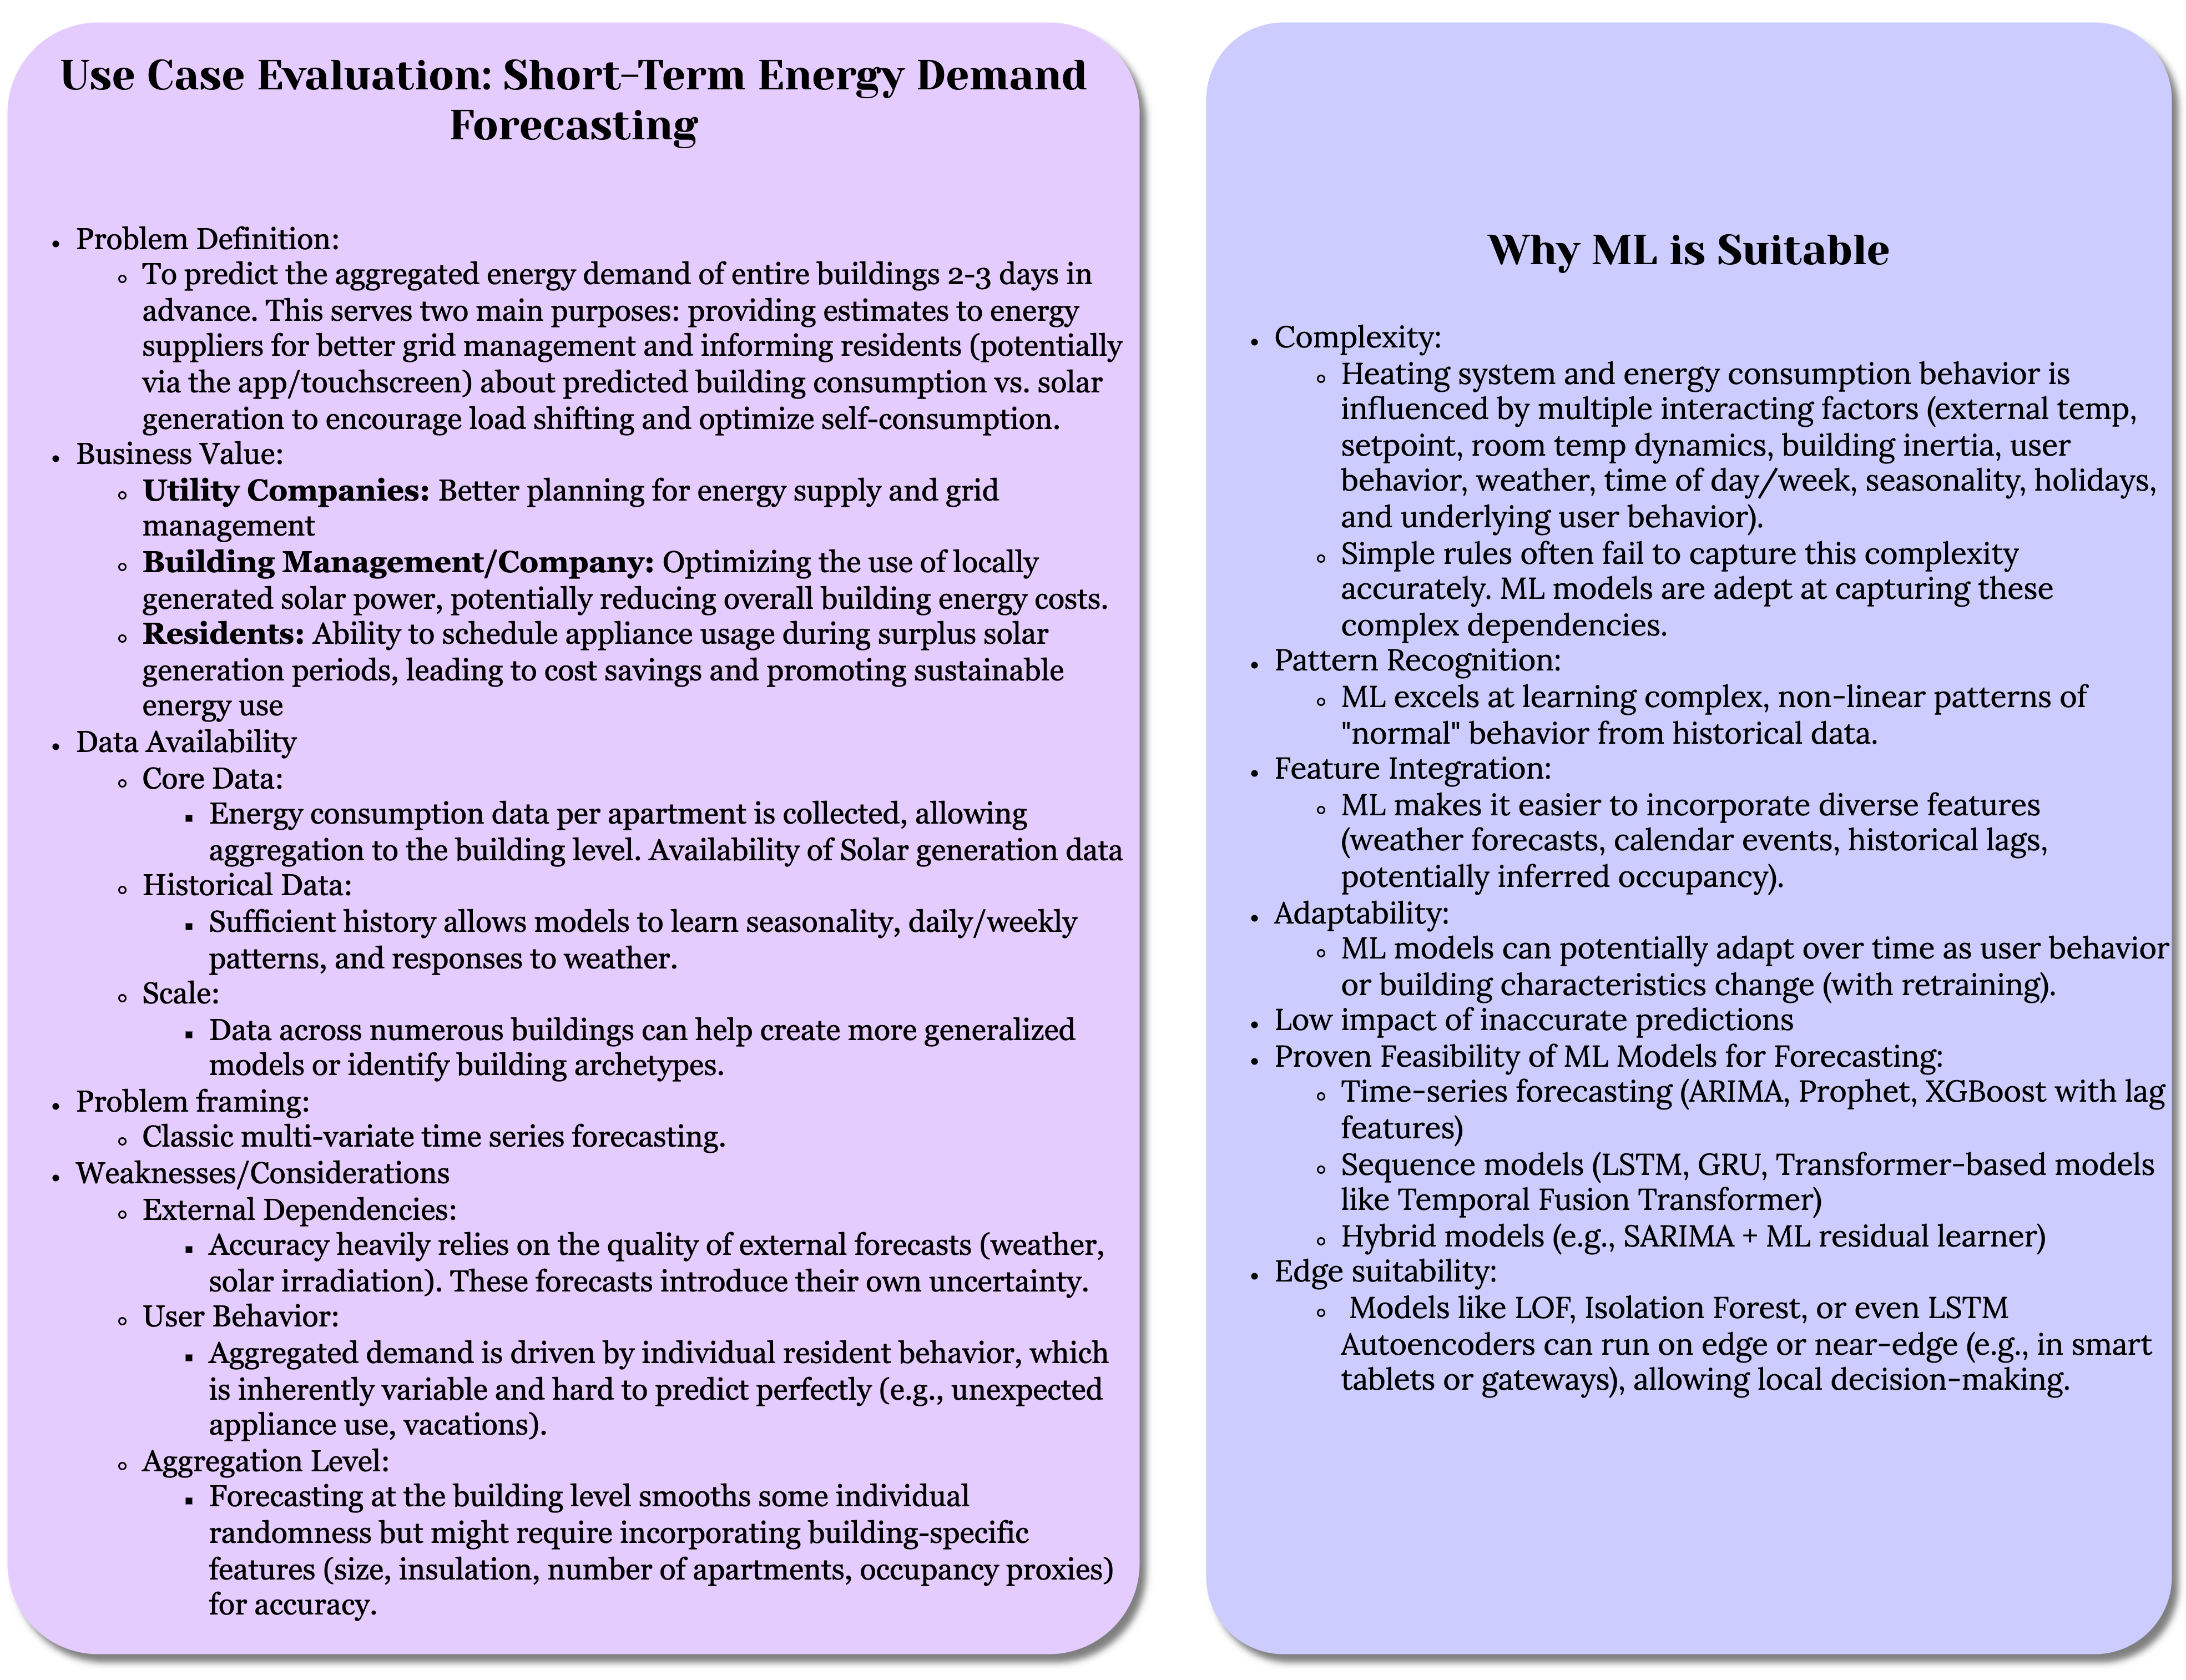 Use Case Evaluation: Short-Term Energy Demand
Forecasting
• Problem Definition:
◦ To predict the aggregated energy demand of entire buildings 2-3 days in
advance. This serves two main purposes: providing estimates to energy
suppliers for better grid management and informing residents (potentially
via the app/touchscreen) about predicted building consumption vs. solar
generation to encourage load shifting and optimize self-consumption.
• Business Value:
◦ Utility Companies: Better planning for energy supply and grid
management
◦ Building Management/Company: Optimizing the use of locally
generated solar power, potentially reducing overall building energy costs.
◦ Residents: Ability to schedule appliance usage during surplus solar
generation periods, leading to cost savings and promoting sustainable
energy use
• Data Availability
◦ Core Data:
▪ Energy consumption data per apartment is collected, allowing
aggregation to the building level. Availability of Solar generation data
◦ Historical Data:
▪ Sufficient history allows models to learn seasonality, daily/weekly
patterns, and responses to weather.
◦ Scale:
▪ Data across numerous buildings can help create more generalized
models or identify building archetypes.
• Problem framing:
◦ Classic multi-variate time series forecasting.
• Weaknesses/Considerations
◦ External Dependencies:
▪ Accuracy heavily relies on the quality of external forecasts (weather,
solar irradiation). These forecasts introduce their own uncertainty.
◦ User Behavior:
▪ Aggregated demand is driven by individual resident behavior, which
is inherently variable and hard to predict perfectly (e.g., unexpected
appliance use, vacations).
◦ Aggregation Level:
▪ Forecasting at the building level smooths some individual
randomness but might require incorporating building-specific
features (size, insulation, number of apartments, occupancy proxies)
for accuracy.
Why ML is Suitable
• Complexity:
◦ Heating system and energy consumption behavior is
influenced by multiple interacting factors (external temp,
setpoint, room temp dynamics, building inertia, user
behavior, weather, time of day/week, seasonality, holidays,
and underlying user behavior).
◦ Simple rules often fail to capture this complexity
accurately. ML models are adept at capturing these
complex dependencies.
• Pattern Recognition:
◦ ML excels at learning complex, non-linear patterns of
"normal" behavior from historical data.
• Feature Integration:
◦ ML makes it easier to incorporate diverse features
(weather forecasts, calendar events, historical lags,
potentially inferred occupancy).
• Adaptability:
◦ ML models can potentially adapt over time as user behavior
or building characteristics change (with retraining).
• Low impact of inaccurate predictions
• Proven Feasibility of ML Models for Forecasting:
◦ Time-series forecasting (ARIMA, Prophet, XGBoost with lag
features)
◦ Sequence models (LSTM, GRU, Transformer-based models
like Temporal Fusion Transformer)
◦ Hybrid models (e.g., SARIMA + ML residual learner)
• Edge suitability:
◦ Models like LOF, Isolation Forest, or even LSTM
Autoencoders can run on edge or near-edge (e.g., in smart
tablets or gateways), allowing local decision-making.